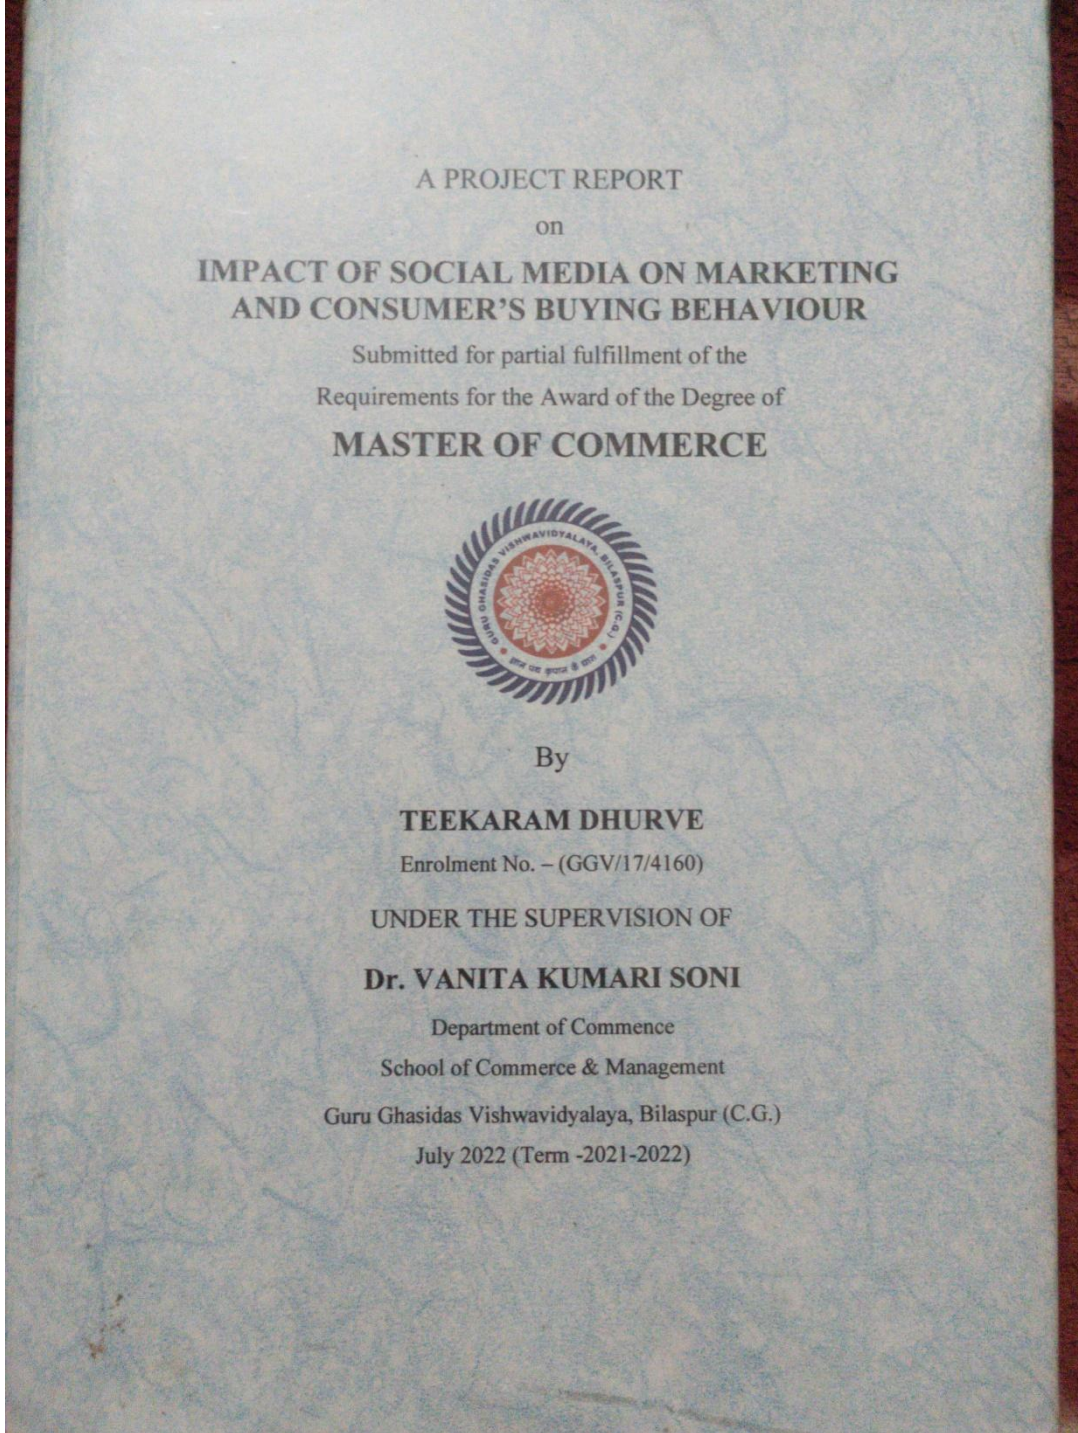 A PROJECT REPORT
on
IMPACT OF SOCIAL MEDIA ON MARKETING
AND CONSUMER'S BUYING BEHAVIOUR
Submitted for partial fulfillment of the
Requirements for the Award of the Degree of
MASTER OF COMMERCE
GURU GHASIDAS VISHWAVIDYALAYA, BILASPUR (C.G.)
By
TEEKARAM DHURVE
Enrolment No. – (GGV/17/4160)
UNDER THE SUPERVISION OF
Dr. VANITA KUMARI SONI
Department of Commence
School of Commerce & Management
Guru Ghasidas Vishwavidyalaya, Bilaspur (C.G.)
July 2022 (Term -2021-2022)